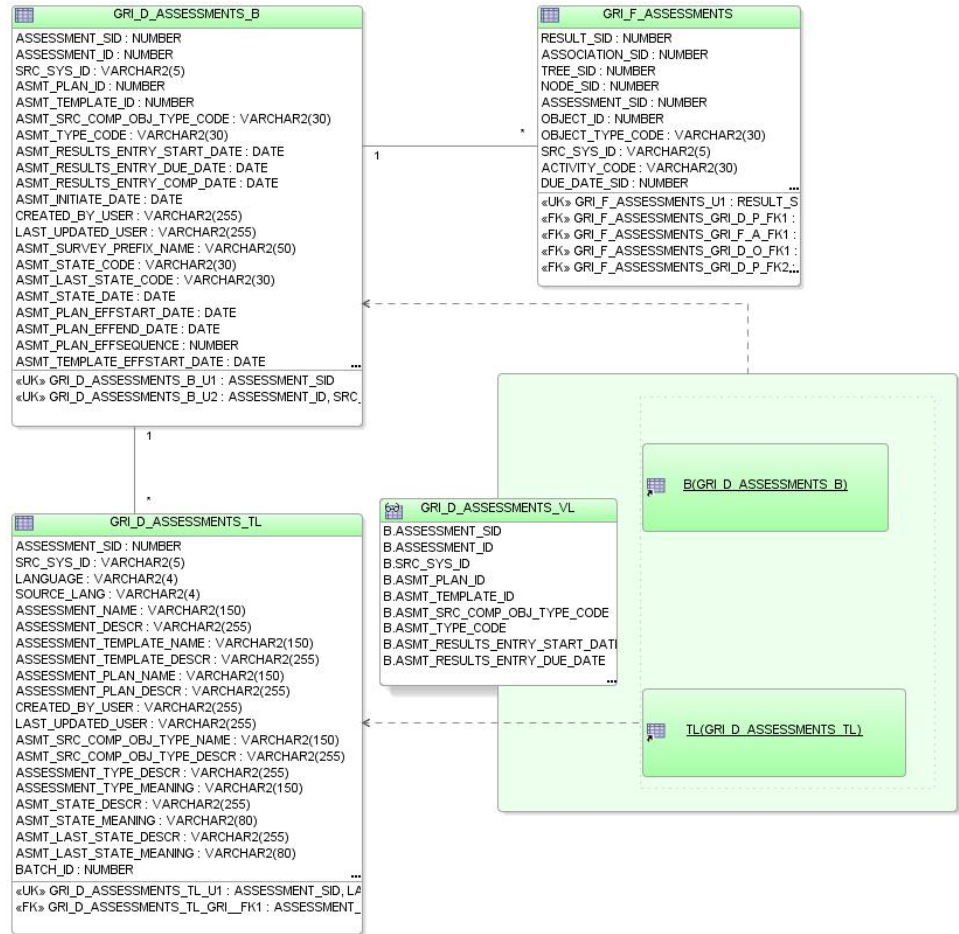 GRI_D_ASSESSMENTS_B
ASSESSMENT_SID : NUMBER
ASSESSMENT_ID : NUMBER
SRC_SYS_ID : VARCHAR2(5)
ASMT_PLAN_ID : NUMBER
ASMT_TEMPLATE_ID : NUMBER
ASMT_SRC_COMP_OBJ_TYPE_CODE : VARCHAR2(30)
ASMT_TYPE_CODE : VARCHAR2(30)
ASMT_RESULTS_ENTRY_START_DATE : DATE
ASMT_RESULTS_ENTRY_DUE_DATE : DATE
ASMT_RESULTS_ENTRY_COMP_DATE : DATE
ASMT_INITIATE_DATE : DATE
CREATED_BY_USER : VARCHAR2(255)
LAST_UPDATED_USER : VARCHAR2(255)
ASMT_SURVEY_PREFIX_NAME : VARCHAR2(50)
ASMT_STATE_CODE : VARCHAR2(30)
ASMT_LAST_STATE_CODE : VARCHAR2(30)
ASMT_STATE_DATE : DATE
ASMT_PLAN_EFFSTART_DATE : DATE
ASMT_PLAN_EFFEND_DATE : DATE
ASMT_PLAN_EFFSEQUENCE : NUMBER
ASMT_TEMPLATE_EFFSTART_DATE : DATE
...
«UK» GRI_D_ASSESSMENTS_B_U1 : ASSESSMENT_SID
«UK» GRI_D_ASSESSMENTS_B_U2 : ASSESSMENT_ID, SRC_
1
*
GRI_F_ASSESSMENTS
RESULT_SID : NUMBER
ASSOCIATION_SID : NUMBER
TREE_SID : NUMBER
NODE_SID : NUMBER
ASSESSMENT_SID : NUMBER
OBJECT_ID : NUMBER
OBJECT_TYPE_CODE : VARCHAR2(30)
SRC_SYS_ID : VARCHAR2(5)
ACTIVITY_CODE : VARCHAR2(30)
DUE_DATE_SID : NUMBER
...
«UK» GRI_F_ASSESSMENTS_U1 : RESULT_S
«FK» GRI_F_ASSESSMENTS_GRI_D_P_FK1 :
«FK» GRI_F_ASSESSMENTS_GRI_F_A_FK1 :
«FK» GRI_F_ASSESSMENTS_GRI_D_O_FK1 :
«FK» GRI_F_ASSESSMENTS_GRI_D_P_FK2...
1
*
GRI_D_ASSESSMENTS_TL
ASSESSMENT_SID : NUMBER
SRC_SYS_ID : VARCHAR2(5)
LANGUAGE : VARCHAR2(4)
SOURCE_LANG : VARCHAR2(4)
ASSESSMENT_NAME : VARCHAR2(150)
ASSESSMENT_DESCR : VARCHAR2(255)
ASSESSMENT_TEMPLATE_NAME : VARCHAR2(150)
ASSESSMENT_TEMPLATE_DESCR : VARCHAR2(255)
ASSESSMENT_PLAN_NAME : VARCHAR2(150)
ASSESSMENT_PLAN_DESCR : VARCHAR2(255)
CREATED_BY_USER : VARCHAR2(255)
LAST_UPDATED_USER : VARCHAR2(255)
ASMT_SRC_COMP_OBJ_TYPE_NAME : VARCHAR2(150)
ASMT_SRC_COMP_OBJ_TYPE_DESCR : VARCHAR2(255)
ASSESSMENT_TYPE_DESCR : VARCHAR2(255)
ASSESSMENT_TYPE_MEANING : VARCHAR2(150)
ASMT_STATE_DESCR : VARCHAR2(255)
ASMT_STATE_MEANING : VARCHAR2(80)
ASMT_LAST_STATE_DESCR : VARCHAR2(255)
ASMT_LAST_STATE_MEANING : VARCHAR2(80)
BATCH_ID : NUMBER
...
«UK» GRI_D_ASSESSMENTS_TL_U1 : ASSESSMENT_SID, LA
«FK» GRI_D_ASSESSMENTS_TL_GRI__FK1 : ASSESSMENT_
GRI_D_ASSESSMENTS_VL
B.ASSESSMENT_SID
B.ASSESSMENT_ID
B.SRC_SYS_ID
B.ASMT_PLAN_ID
B.ASMT_TEMPLATE_ID
B.ASMT_SRC_COMP_OBJ_TYPE_CODE
B.ASMT_TYPE_CODE
B.ASMT_RESULTS_ENTRY_START_DATI
B.ASMT_RESULTS_ENTRY_DUE_DATE
...
B(GRI_D_ASSESSMENTS_B)
TL(GRI_D_ASSESSMENTS_TL)